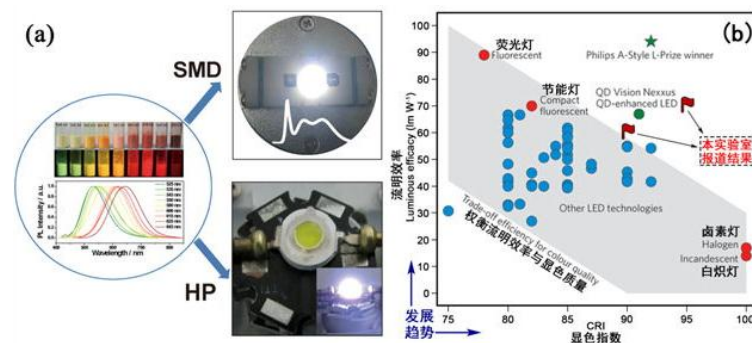 (a)
SMD
HP
PL Intensity / a.u.
Wavelength / nm
(b)
100
90
80
70
60
50
40
30
20
10
0
流明效率
Luminous efficacy (lm W⁻¹)
荧光灯
Fluorescent
Philips A-Style L-Prize winner
节能灯
Compact
fluorescent
QD Vision Nexxus
QD-enhanced LED
本实验室
报道结果
Other LED technologies
Trade-off efficiency for colour quality
权衡流明效率与显色质量
卤素灯
Halogen
Incandescent
白炽灯
75
80
85
90
95
100
发展
趋势
CRI
显色指数